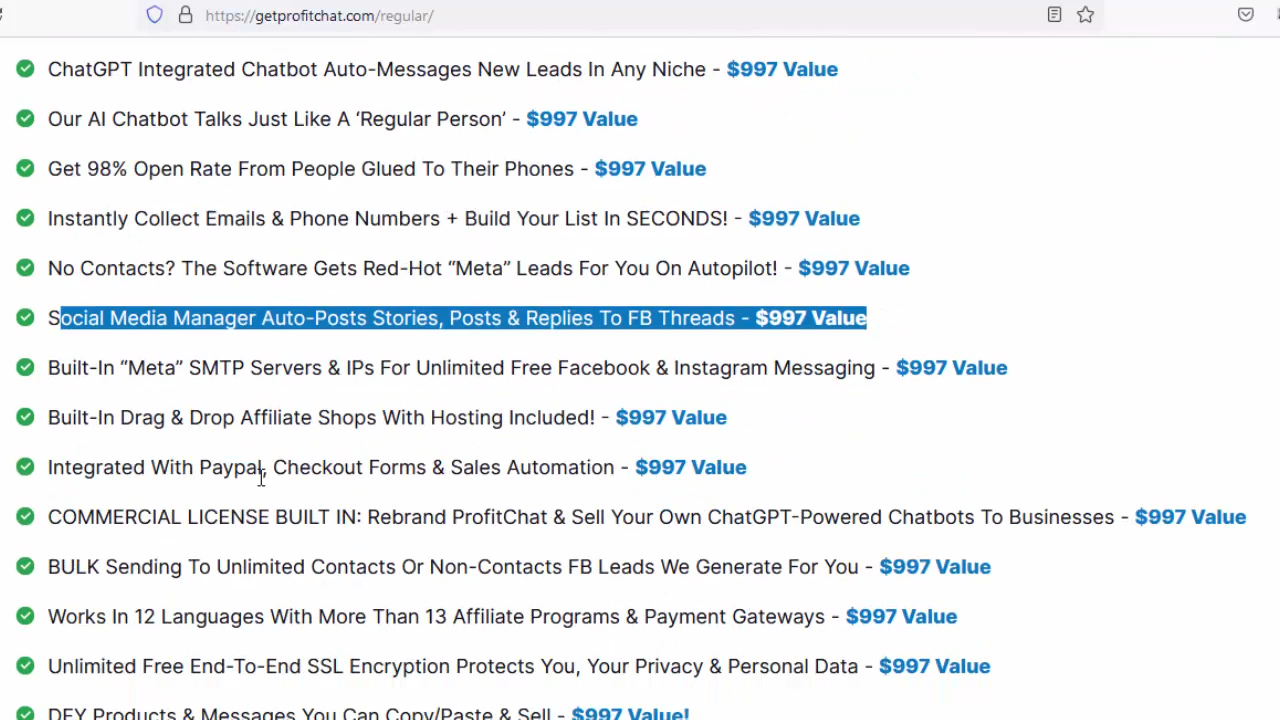 https://getprofitchat.com/regular/
ChatGPT Integrated Chatbot Auto-Messages New Leads In Any Niche - $997 Value
Our AI Chatbot Talks Just Like A ‘Regular Person’ - $997 Value
Get 98% Open Rate From People Glued To Their Phones - $997 Value
Instantly Collect Emails & Phone Numbers + Build Your List In SECONDS! - $997 Value
No Contacts? The Software Gets Red-Hot “Meta” Leads For You On Autopilot! - $997 Value
Social Media Manager Auto-Posts Stories, Posts & Replies To FB Threads - $997 Value
Built-In “Meta” SMTP Servers & IPs For Unlimited Free Facebook & Instagram Messaging - $997 Value
Built-In Drag & Drop Affiliate Shops With Hosting Included! - $997 Value
Integrated With Paypal, Checkout Forms & Sales Automation - $997 Value
COMMERCIAL LICENSE BUILT IN: Rebrand ProfitChat & Sell Your Own ChatGPT-Powered Chatbots To Businesses - $997 Value
BULK Sending To Unlimited Contacts Or Non-Contacts FB Leads We Generate For You - $997 Value
Works In 12 Languages With More Than 13 Affiliate Programs & Payment Gateways - $997 Value
Unlimited Free End-To-End SSL Encryption Protects You, Your Privacy & Personal Data - $997 Value
DFY Products & Messages You Can Copy/Paste & Sell - $997 Value!